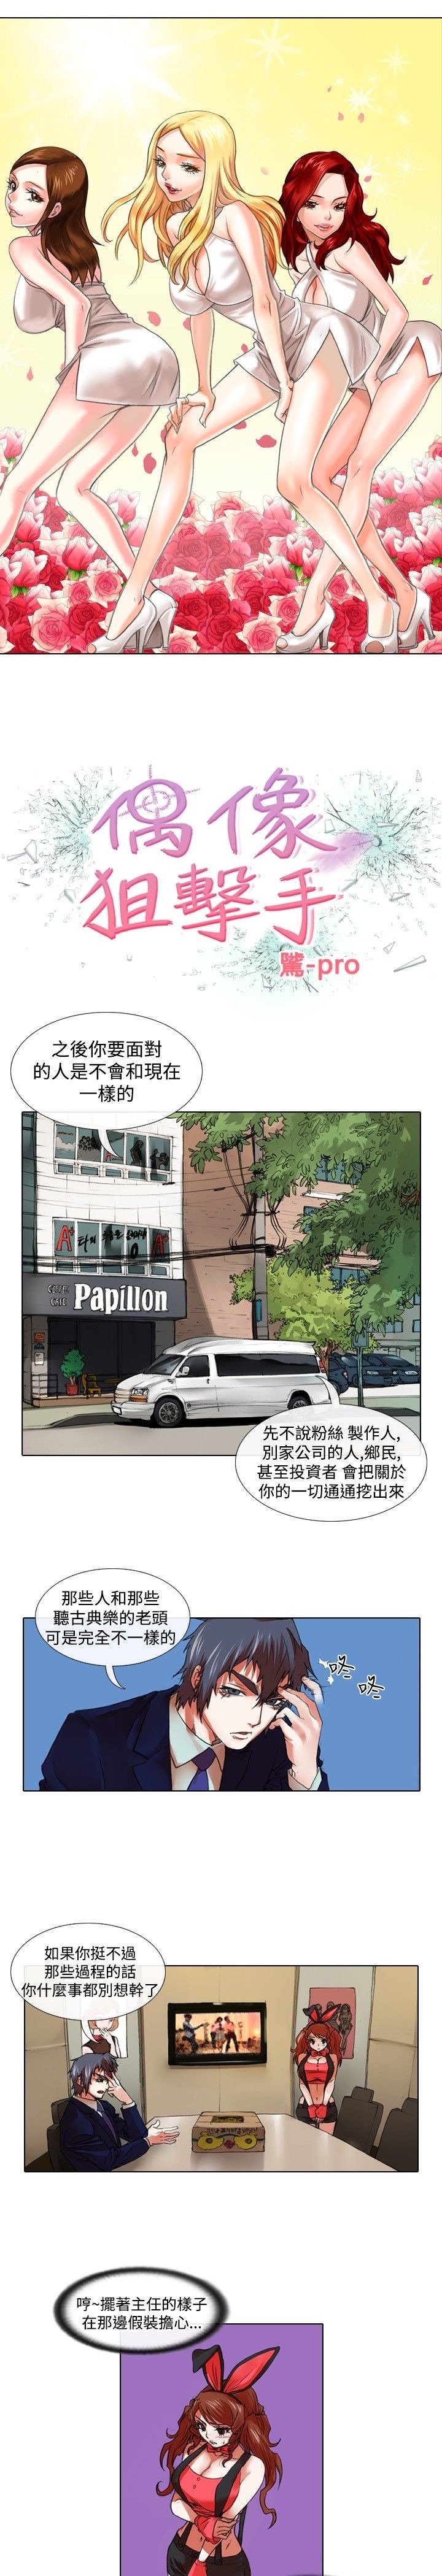 偶像
狙擊手
鷲-pro
之後你要面對
的人是不會和現在
一樣的
Papillon
先不說粉絲 製作人,
別家公司的人,鄉民,
甚至投資者 會把關於
你的一切通通挖出來
那些人和那些
聽古典樂的老頭
可是完全不一樣的
咚
咚
如果你挺不過
那些過程的話
你什麼事都別想幹了
哼~擺著主任的樣子
在那邊假裝擔心...